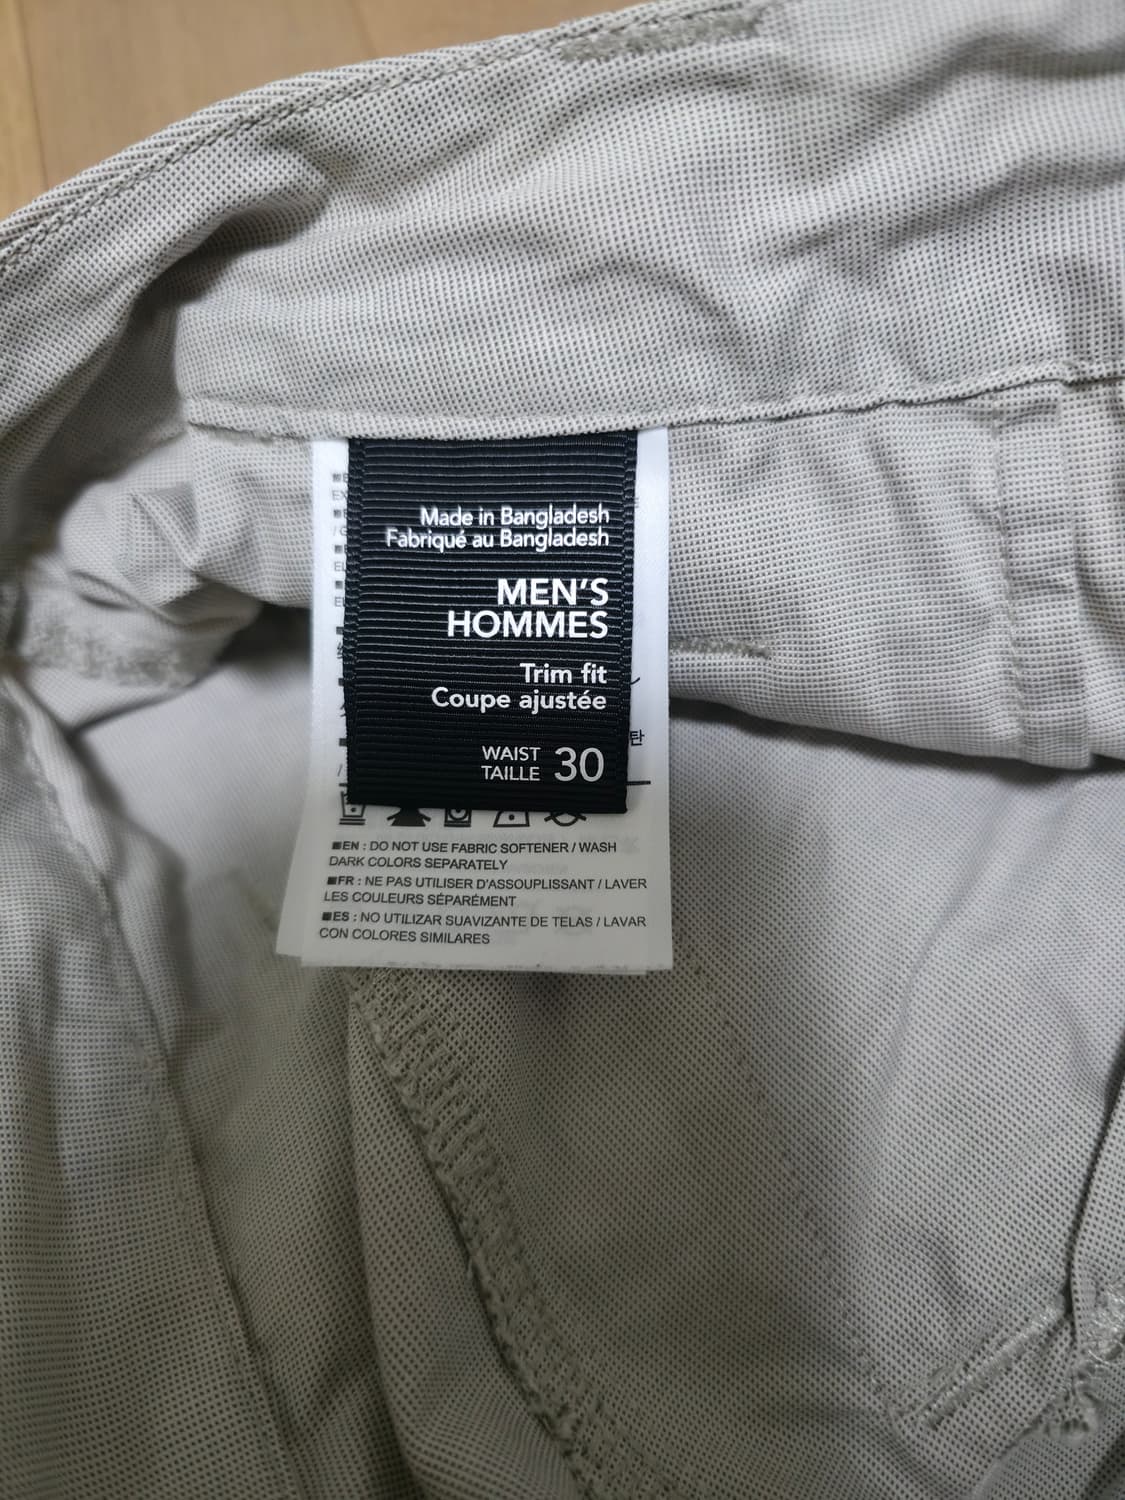 Made in Bangladesh
Fabriqué au Bangladesh
MEN'S
HOMMES
Trim fit
Coupe ajustée
WAIST
TAILLE 30
탄
■EN : DO NOT USE FABRIC SOFTENER / WASH
DARK COLORS SEPARATELY
■FR : NE PAS UTILISER D'ASSOUPLISSANT / LAVER
LES COULEURS SÉPARÉMENT
■ES : NO UTILIZAR SUAVIZANTE DE TELAS / LAVAR
CON COLORES SIMILARES